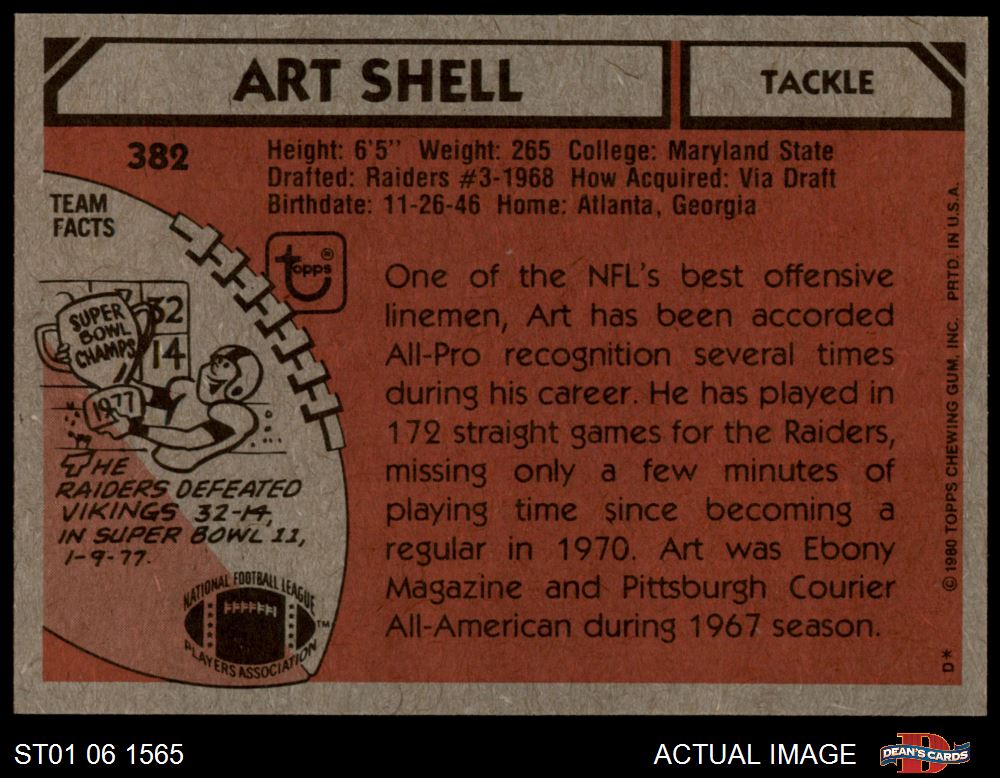 ART SHELL
TACKLE
382
Height: 6'5'' Weight: 265 College: Maryland State
Drafted: Raiders #3-1968 How Acquired: Via Draft
Birthdate: 11-26-46 Home: Atlanta, Georgia
TEAM
FACTS
topps®
SUPER
BOWL
CHAMPS
32
14
1977
THE
RAIDERS DEFEATED
VIKINGS 32-14,
IN SUPER BOWL 11,
1-9-77.
NATIONAL FOOTBALL LEAGUE
PLAYERS ASSOCIATION
TM
One of the NFL's best offensive
linemen, Art has been accorded
All-Pro recognition several times
during his career. He has played in
172 straight games for the Raiders,
missing only a few minutes of
playing time since becoming a
regular in 1970. Art was Ebony
Magazine and Pittsburgh Courier
All-American during 1967 season.
D* © 1980 TOPPS CHEWING GUM, INC. PRTD. IN U.S.A.
ST01 06 1565
ACTUAL IMAGE
D
DEAN'S CARDS